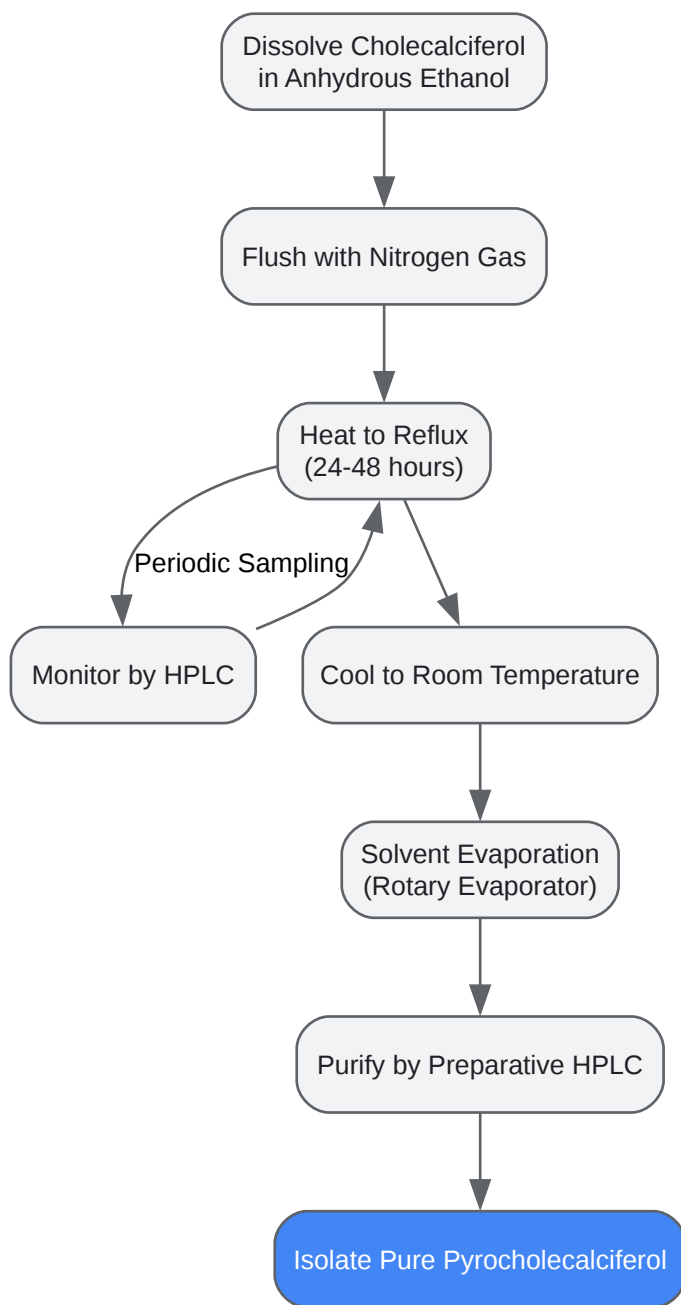 Dissolve Cholecalciferol
in Anhydrous Ethanol
Flush with Nitrogen Gas
Heat to Reflux
(24-48 hours)
Periodic Sampling
Monitor by HPLC
Cool to Room Temperature
Solvent Evaporation
(Rotary Evaporator)
Purify by Preparative HPLC
Isolate Pure Pyrocholecalciferol